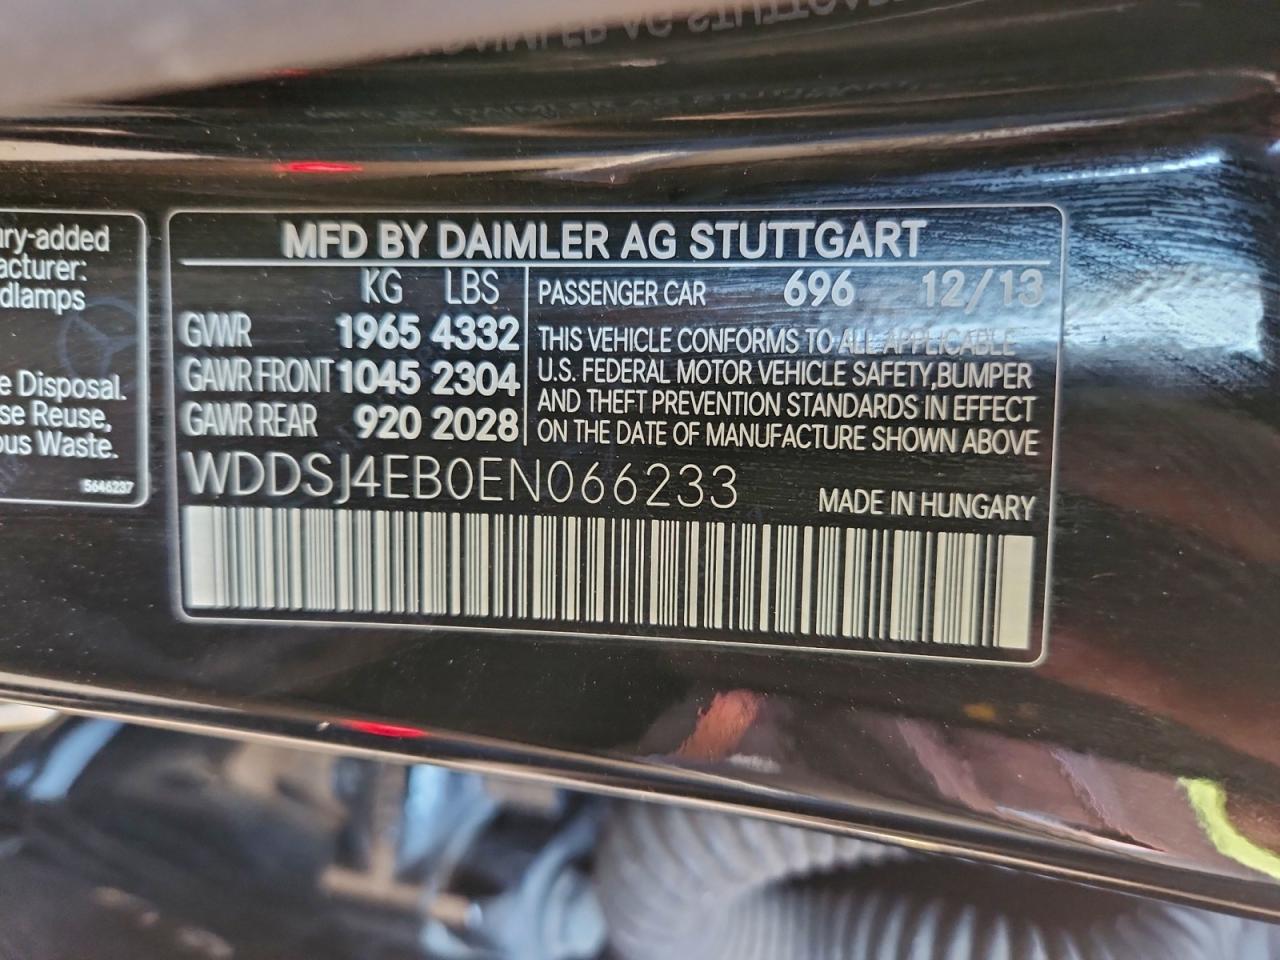 ury-added
acturer:
dlamps
e Disposal.
se Reuse,
ous Waste.
5646237
MFD BY DAIMLER AG STUTTGART
KG LBS
GVWR 1965 4332
GAWR FRONT 1045 2304
GAWR REAR 920 2028
PASSENGER CAR 696 12/13
THIS VEHICLE CONFORMS TO ALL APPLICABLE
U.S. FEDERAL MOTOR VEHICLE SAFETY,BUMPER
AND THEFT PREVENTION STANDARDS IN EFFECT
ON THE DATE OF MANUFACTURE SHOWN ABOVE
WDDSJ4EB0EN066233
MADE IN HUNGARY